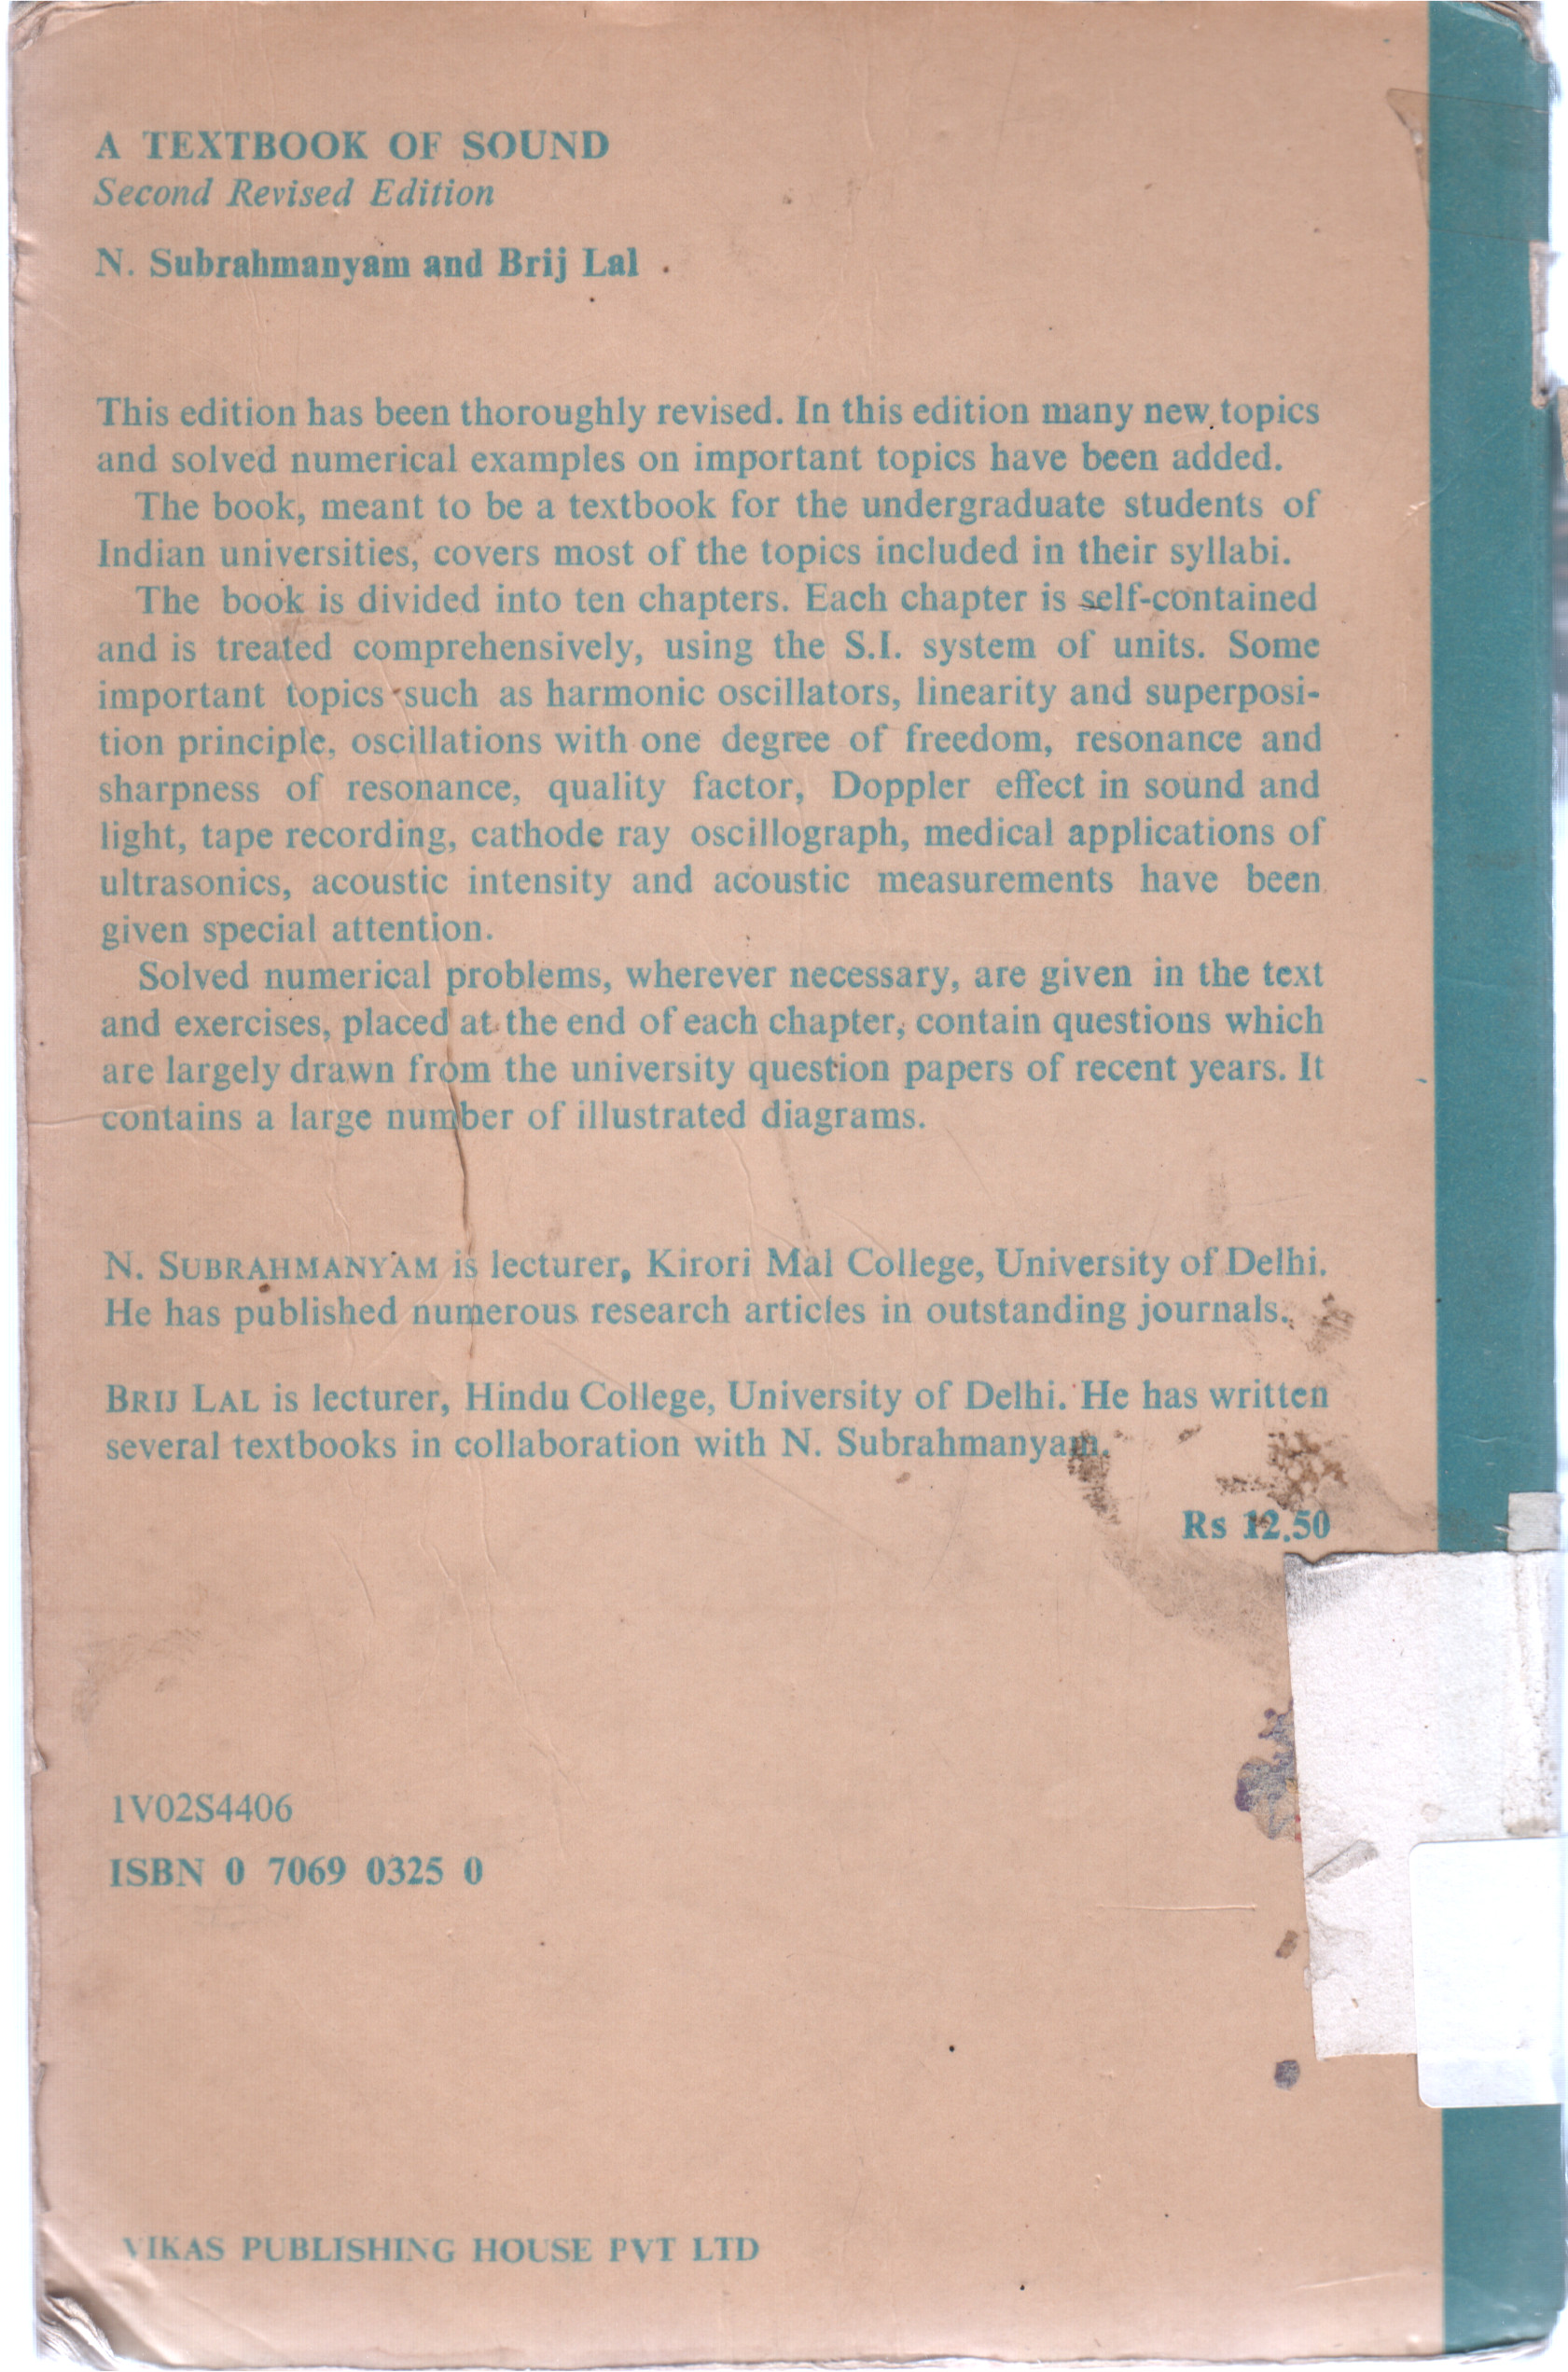 A TEXTBOOK OF SOUND
Second Revised Edition
N. Subrahmanyam and Brij Lal
This edition has been thoroughly revised. In this edition many new topics
and solved numerical examples on important topics have been added.
The book, meant to be a textbook for the undergraduate students of
Indian universities, covers most of the topics included in their syllabi.
The book is divided into ten chapters. Each chapter is self-contained
and is treated comprehensively, using the S.I. system of units. Some
important topics such as harmonic oscillators, linearity and superposi-
tion principle, oscillations with one degree of freedom, resonance and
sharpness of resonance, quality factor, Doppler effect in sound and
light, tape recording, cathode ray oscillograph, medical applications of
ultrasonics, acoustic intensity and acoustic measurements have been
given special attention.
Solved numerical problems, wherever necessary, are given in the text
and exercises, placed at the end of each chapter, contain questions which
are largely drawn from the university question papers of recent years. It
contains a large number of illustrated diagrams.
N. SUBRAHMANYAM is lecturer, Kirori Mal College, University of Delhi.
He has published numerous research articles in outstanding journals.
BRIJ LAL is lecturer, Hindu College, University of Delhi. He has written
several textbooks in collaboration with N. Subrahmanyam.
Rs 12.50
1V02S4406
ISBN 0 7069 0325 0
VIKAS PUBLISHING HOUSE PVT LTD